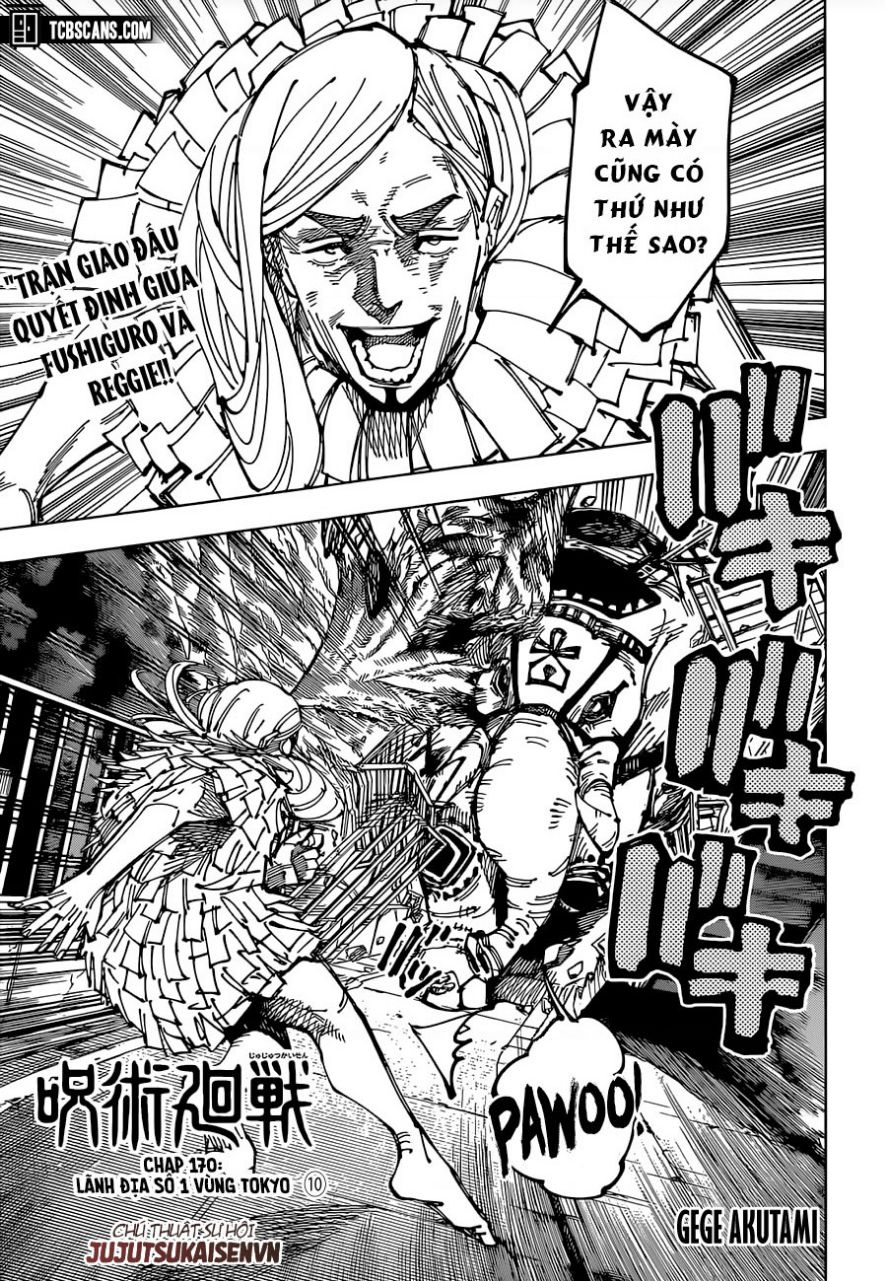 TCBSCANS.COM
VẬY
RA MÀY
CŨNG CÓ
THỨ NHƯ
THẾ SAO?
"TRẬN GIAO ĐẤU
QUYẾT ĐỊNH GIỮA
FUSHIGURO VÀ
REGGIE!!
バキ
バキ
バキ
PAWOO!
じゅじゅつかいせん
呪術廻戦
CHAP 170:
LÃNH ĐỊA SỐ 1 VÙNG TOKYO ⑩
CHÚ THUẬT SƯ HỘI
JUJUTSUKAISENVN
GEGE AKUTAMI